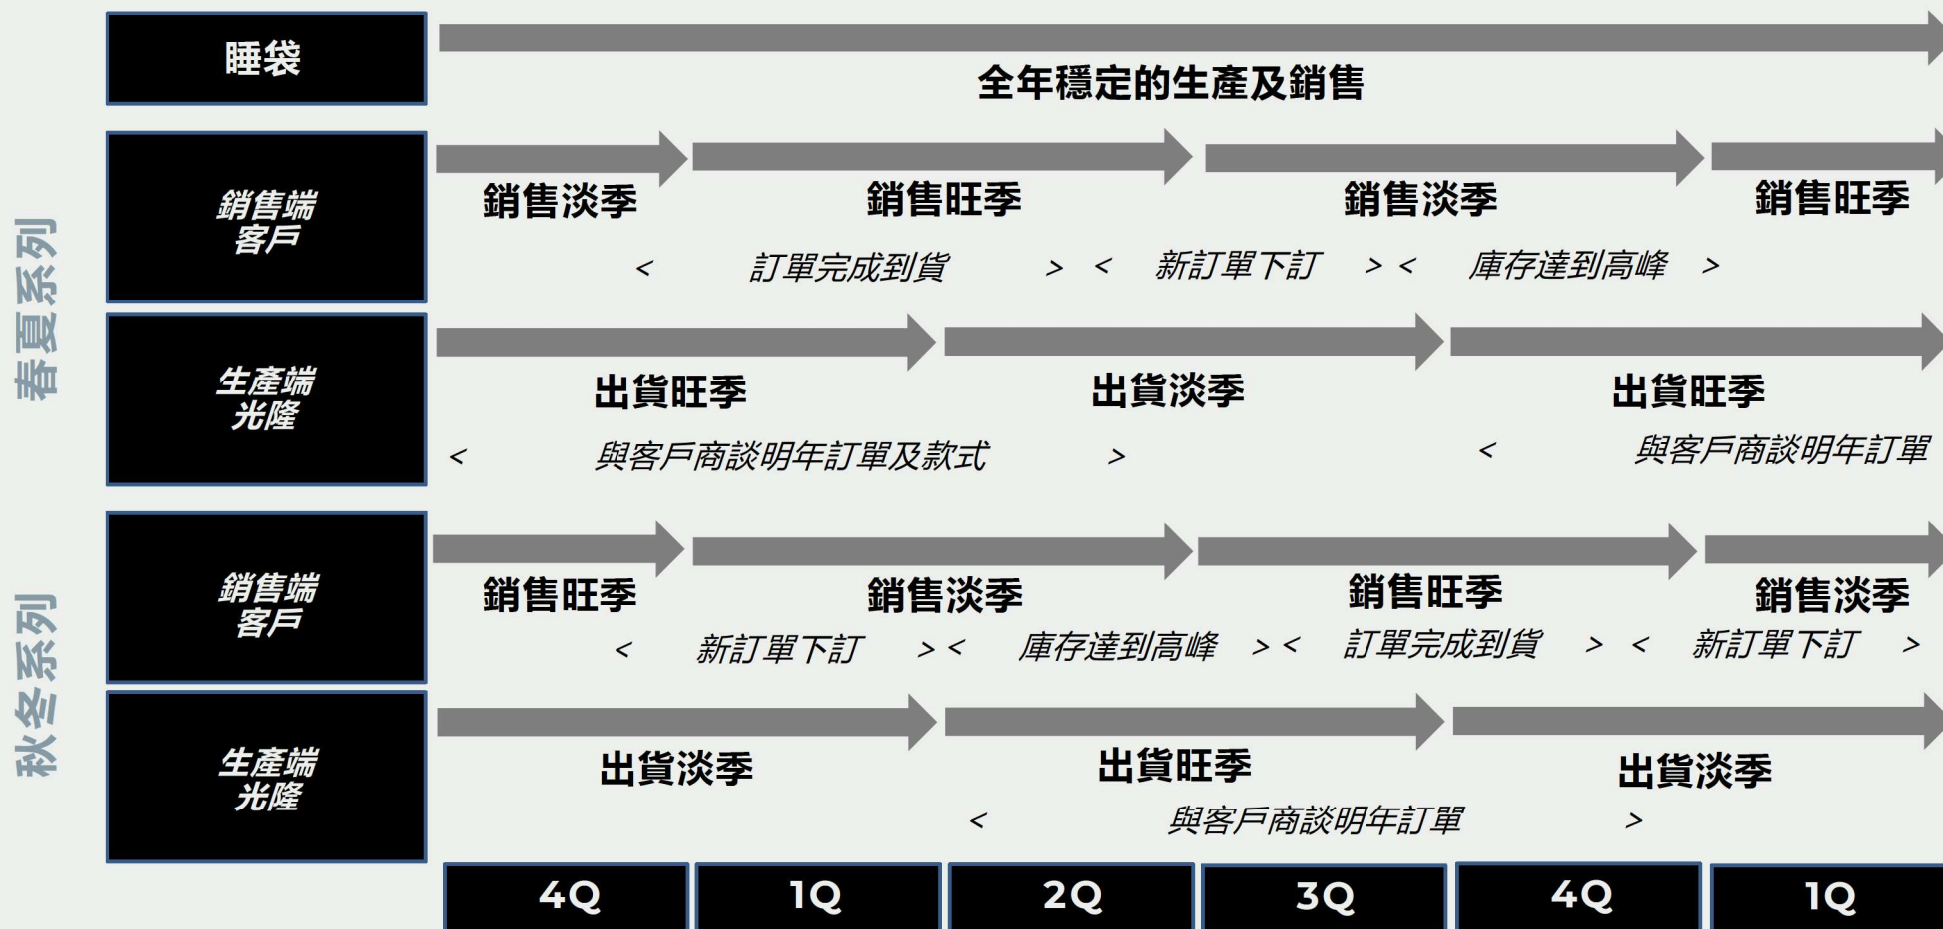 睡袋
全年穩定的生產及銷售
春夏系列
銷售端
客戶
銷售淡季
銷售旺季
銷售淡季
銷售旺季
< 訂單完成到貨 >
< 新訂單下訂 >
< 庫存達到高峰 >
生產端
光隆
出貨旺季
出貨淡季
出貨旺季
< 與客戶商談明年訂單及款式 >
< 與客戶商談明年訂單
秋冬系列
銷售端
客戶
銷售旺季
銷售淡季
銷售旺季
銷售淡季
< 新訂單下訂 >
< 庫存達到高峰 >
< 訂單完成到貨 >
< 新訂單下訂 >
生產端
光隆
出貨淡季
出貨旺季
出貨淡季
< 與客戶商談明年訂單 >
4Q 1Q 2Q 3Q 4Q 1Q